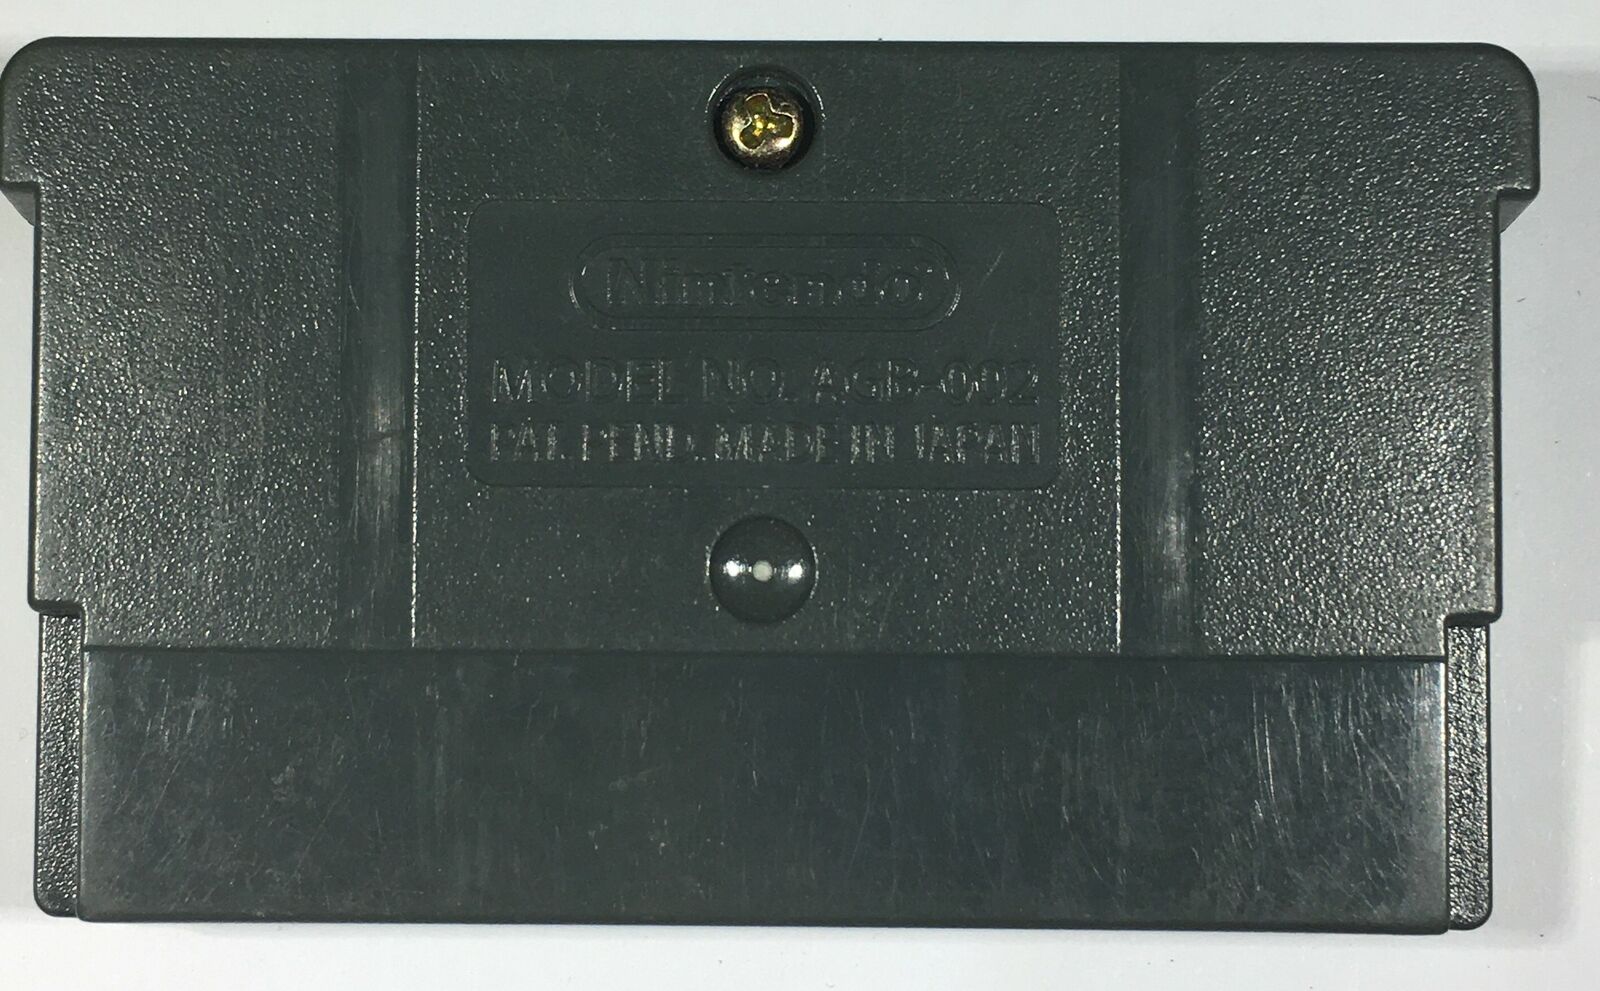 Nintendo
MODEL NO. AGB-002
PAT. PEND. MADE IN JAPAN